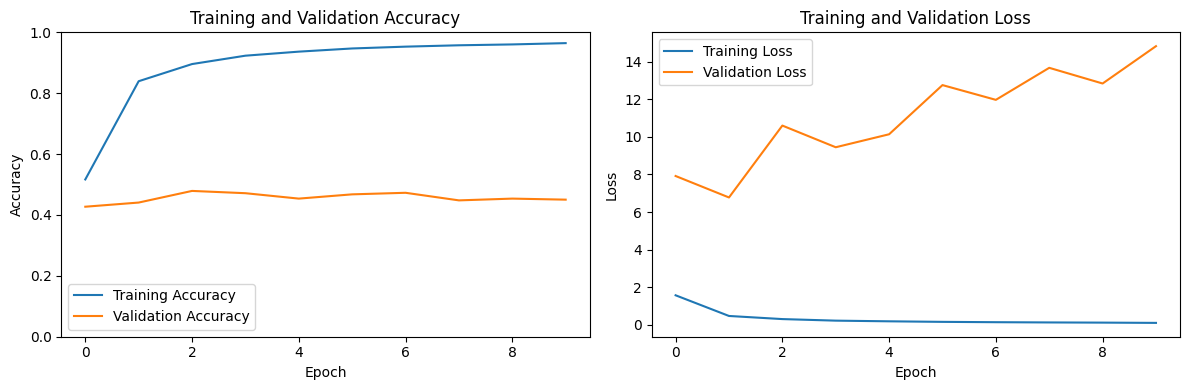 Training and Validation Accuracy
1.0
0.8
0.6
0.4
0.2
0.0
Accuracy
Training Accuracy
Validation Accuracy
0 2 4 6 8
Epoch
Training and Validation Loss
Training Loss
Validation Loss
14
12
10
8
6
4
2
0
Loss
0 2 4 6 8
Epoch